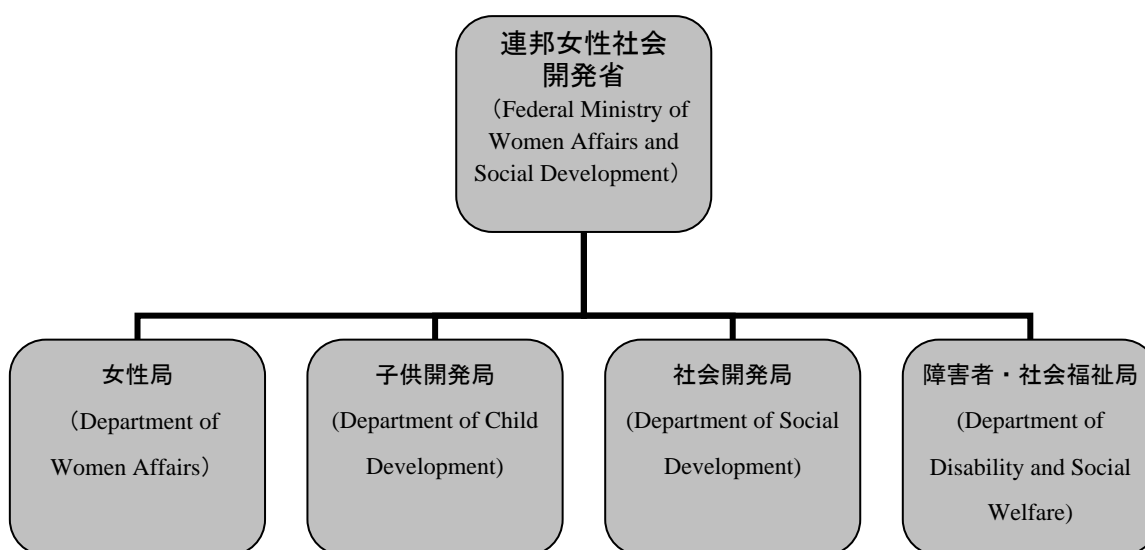 連邦女性社会
開発省
（Federal Ministry of
Women Affairs and
Social Development）
女性局
（Department of
Women Affairs）
子供開発局
(Department of Child
Development)
社会開発局
(Department of Social
Development)
障害者・社会福祉局
(Department of
Disability and Social
Welfare)